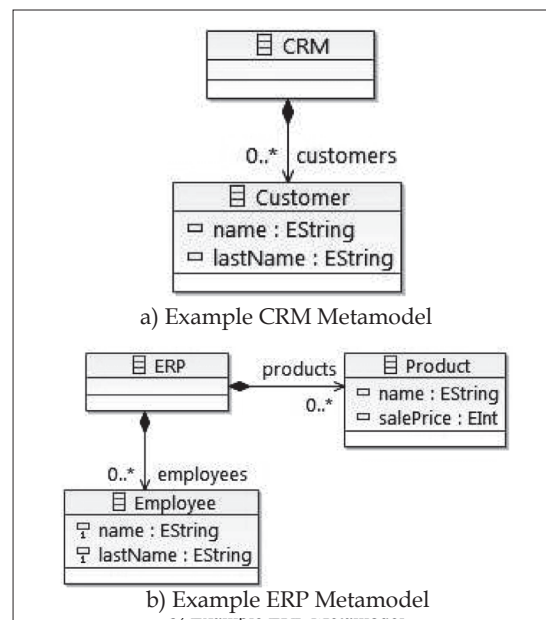 CRM
0..* customers
Customer
name : EString
lastName : EString
a) Example CRM Metamodel
ERP
products
Product
name : EString
salePrice : EInt
0..*
0..* employees
Employee
name : EString
lastName : EString
b) Example ERP Metamodel